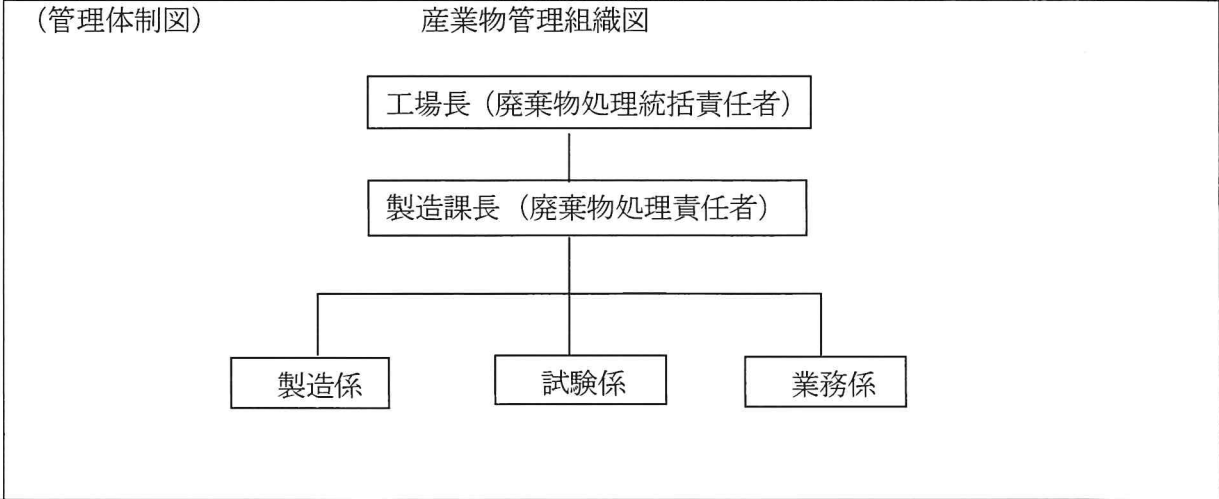 （管理体制図） 産業物管理組織図
工場長（廃棄物処理統括責任者）
製造課長（廃棄物処理責任者）
製造係 試験係 業務係